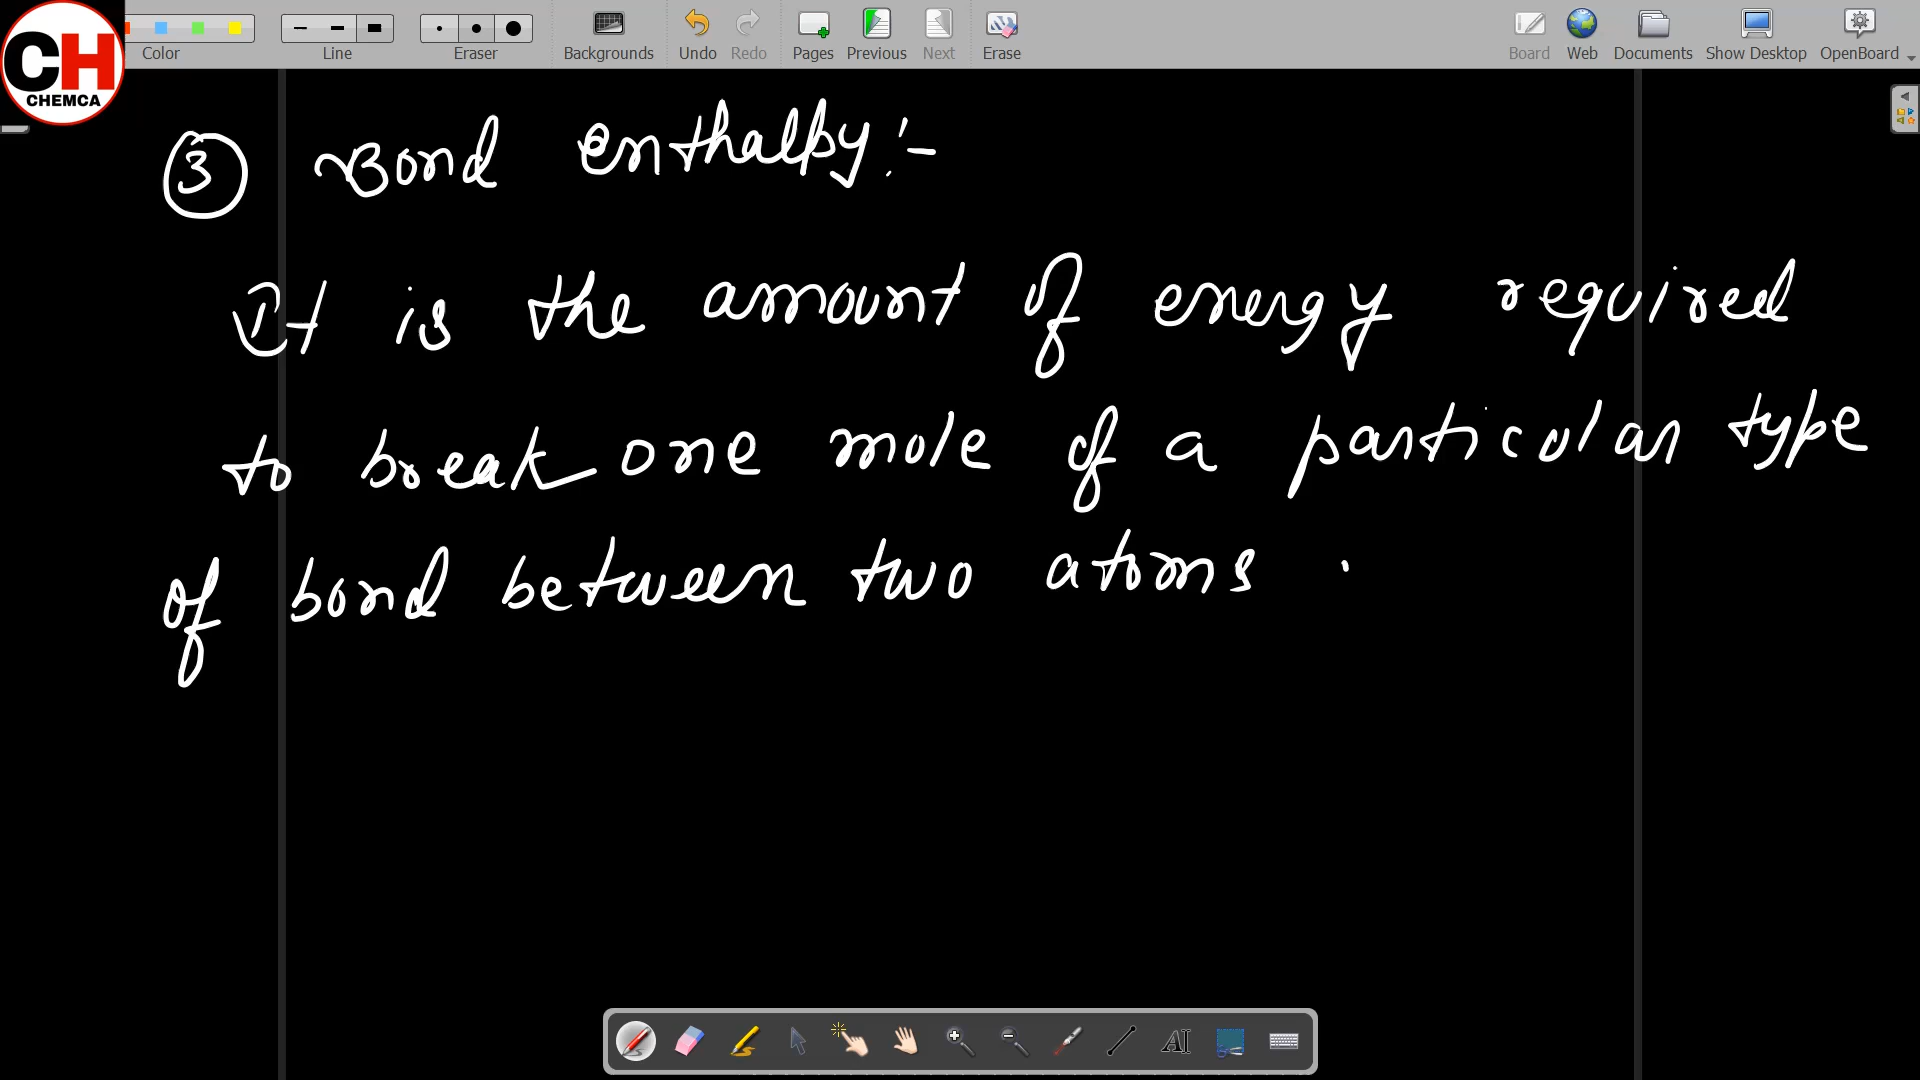 CH
CHEMCA
Color
Line
Eraser
Backgrounds
Undo
Redo
Pages
Previous
Next
Erase
Board
Web
Documents
Show Desktop
OpenBoard
③ Bond enthalpy:-
It is the amount of energy required
to break one mole of a particular type
of bond between two atoms .
AI